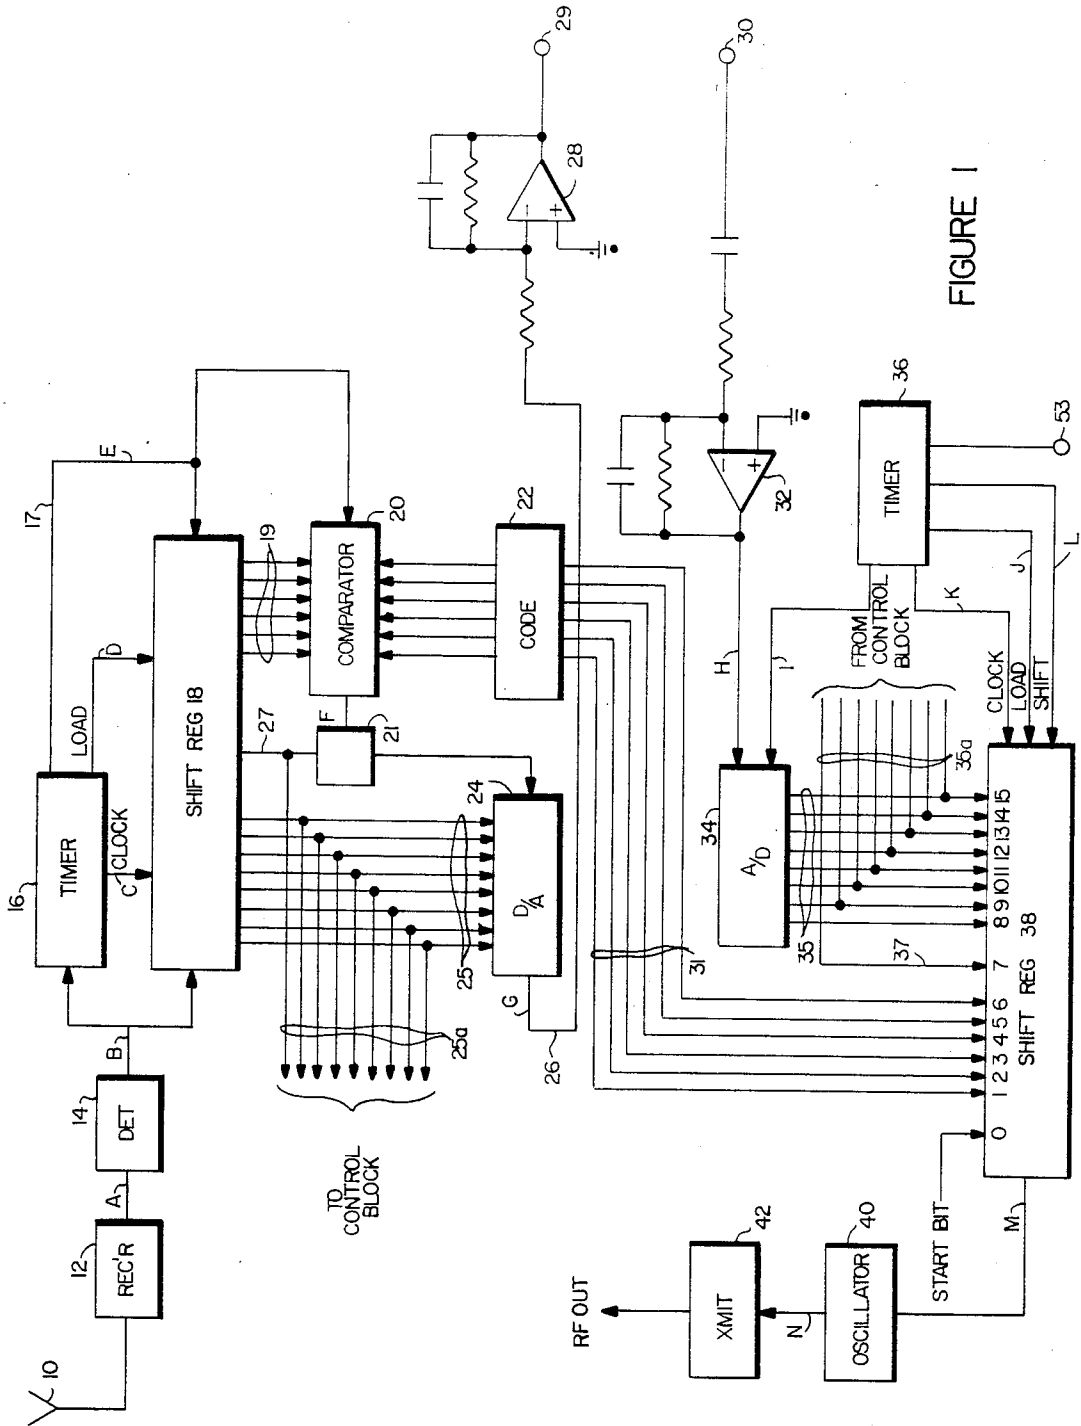 10
12
REC'R
A
14
DET
B
16
TIMER
C
CLOCK
LOAD
D
17
E
SHIFT REG 18
19
20
COMPARATOR
F
21
27
22
CODE
24
D/A
25
25a
TO
CONTROL
BLOCK
G
26
28
−
+
29
30
−
+
32
H
I
31
34
A/D
35
35a
FROM
CONTROL
BLOCK
37
36
TIMER
53
J
K
L
CLOCK
LOAD
SHIFT
0 1 2 3 4 5 6 7 8 9 10 11 12 13 14 15
SHIFT REG 38
START BIT
M
40
OSCILLATOR
N
42
XMIT
RF OUT
FIGURE 1